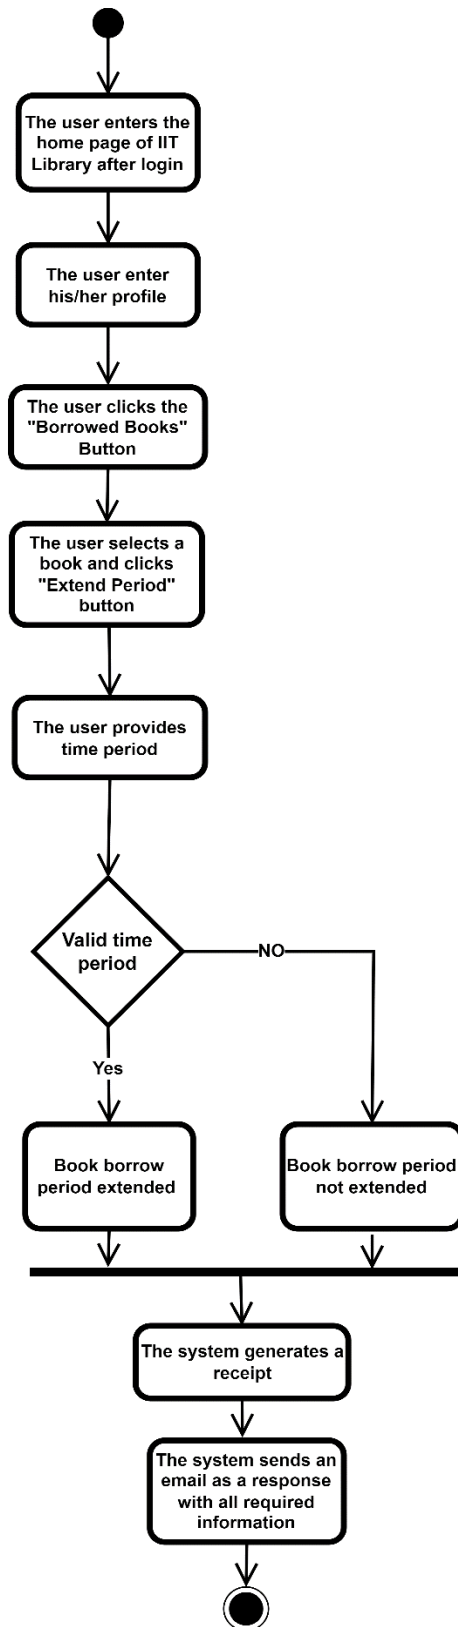 The user enters the
home page of IIT
Library after login
The user enter
his/her profile
The user clicks the
"Borrowed Books"
Button
The user selects a
book and clicks
"Extend Period"
button
The user provides
time period
Valid time
period
NO
Yes
Book borrow
period extended
Book borrow period
not extended
The system generates a
receipt
The system sends an
email as a response
with all required
information